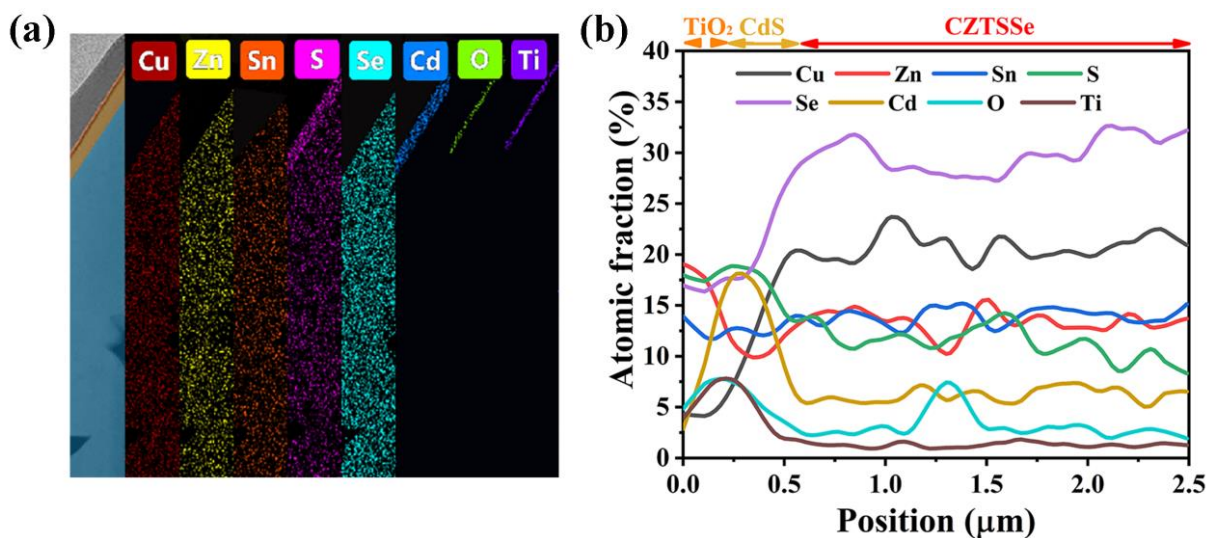 (a)
Cu Zn Sn S Se Cd O Ti
(b)
TiO₂ CdS CZTSSe
Cu Zn Sn S
Se Cd O Ti
Atomic fraction (%)
40
35
30
25
20
15
10
5
0
0.0 0.5 1.0 1.5 2.0 2.5
Position (μm)